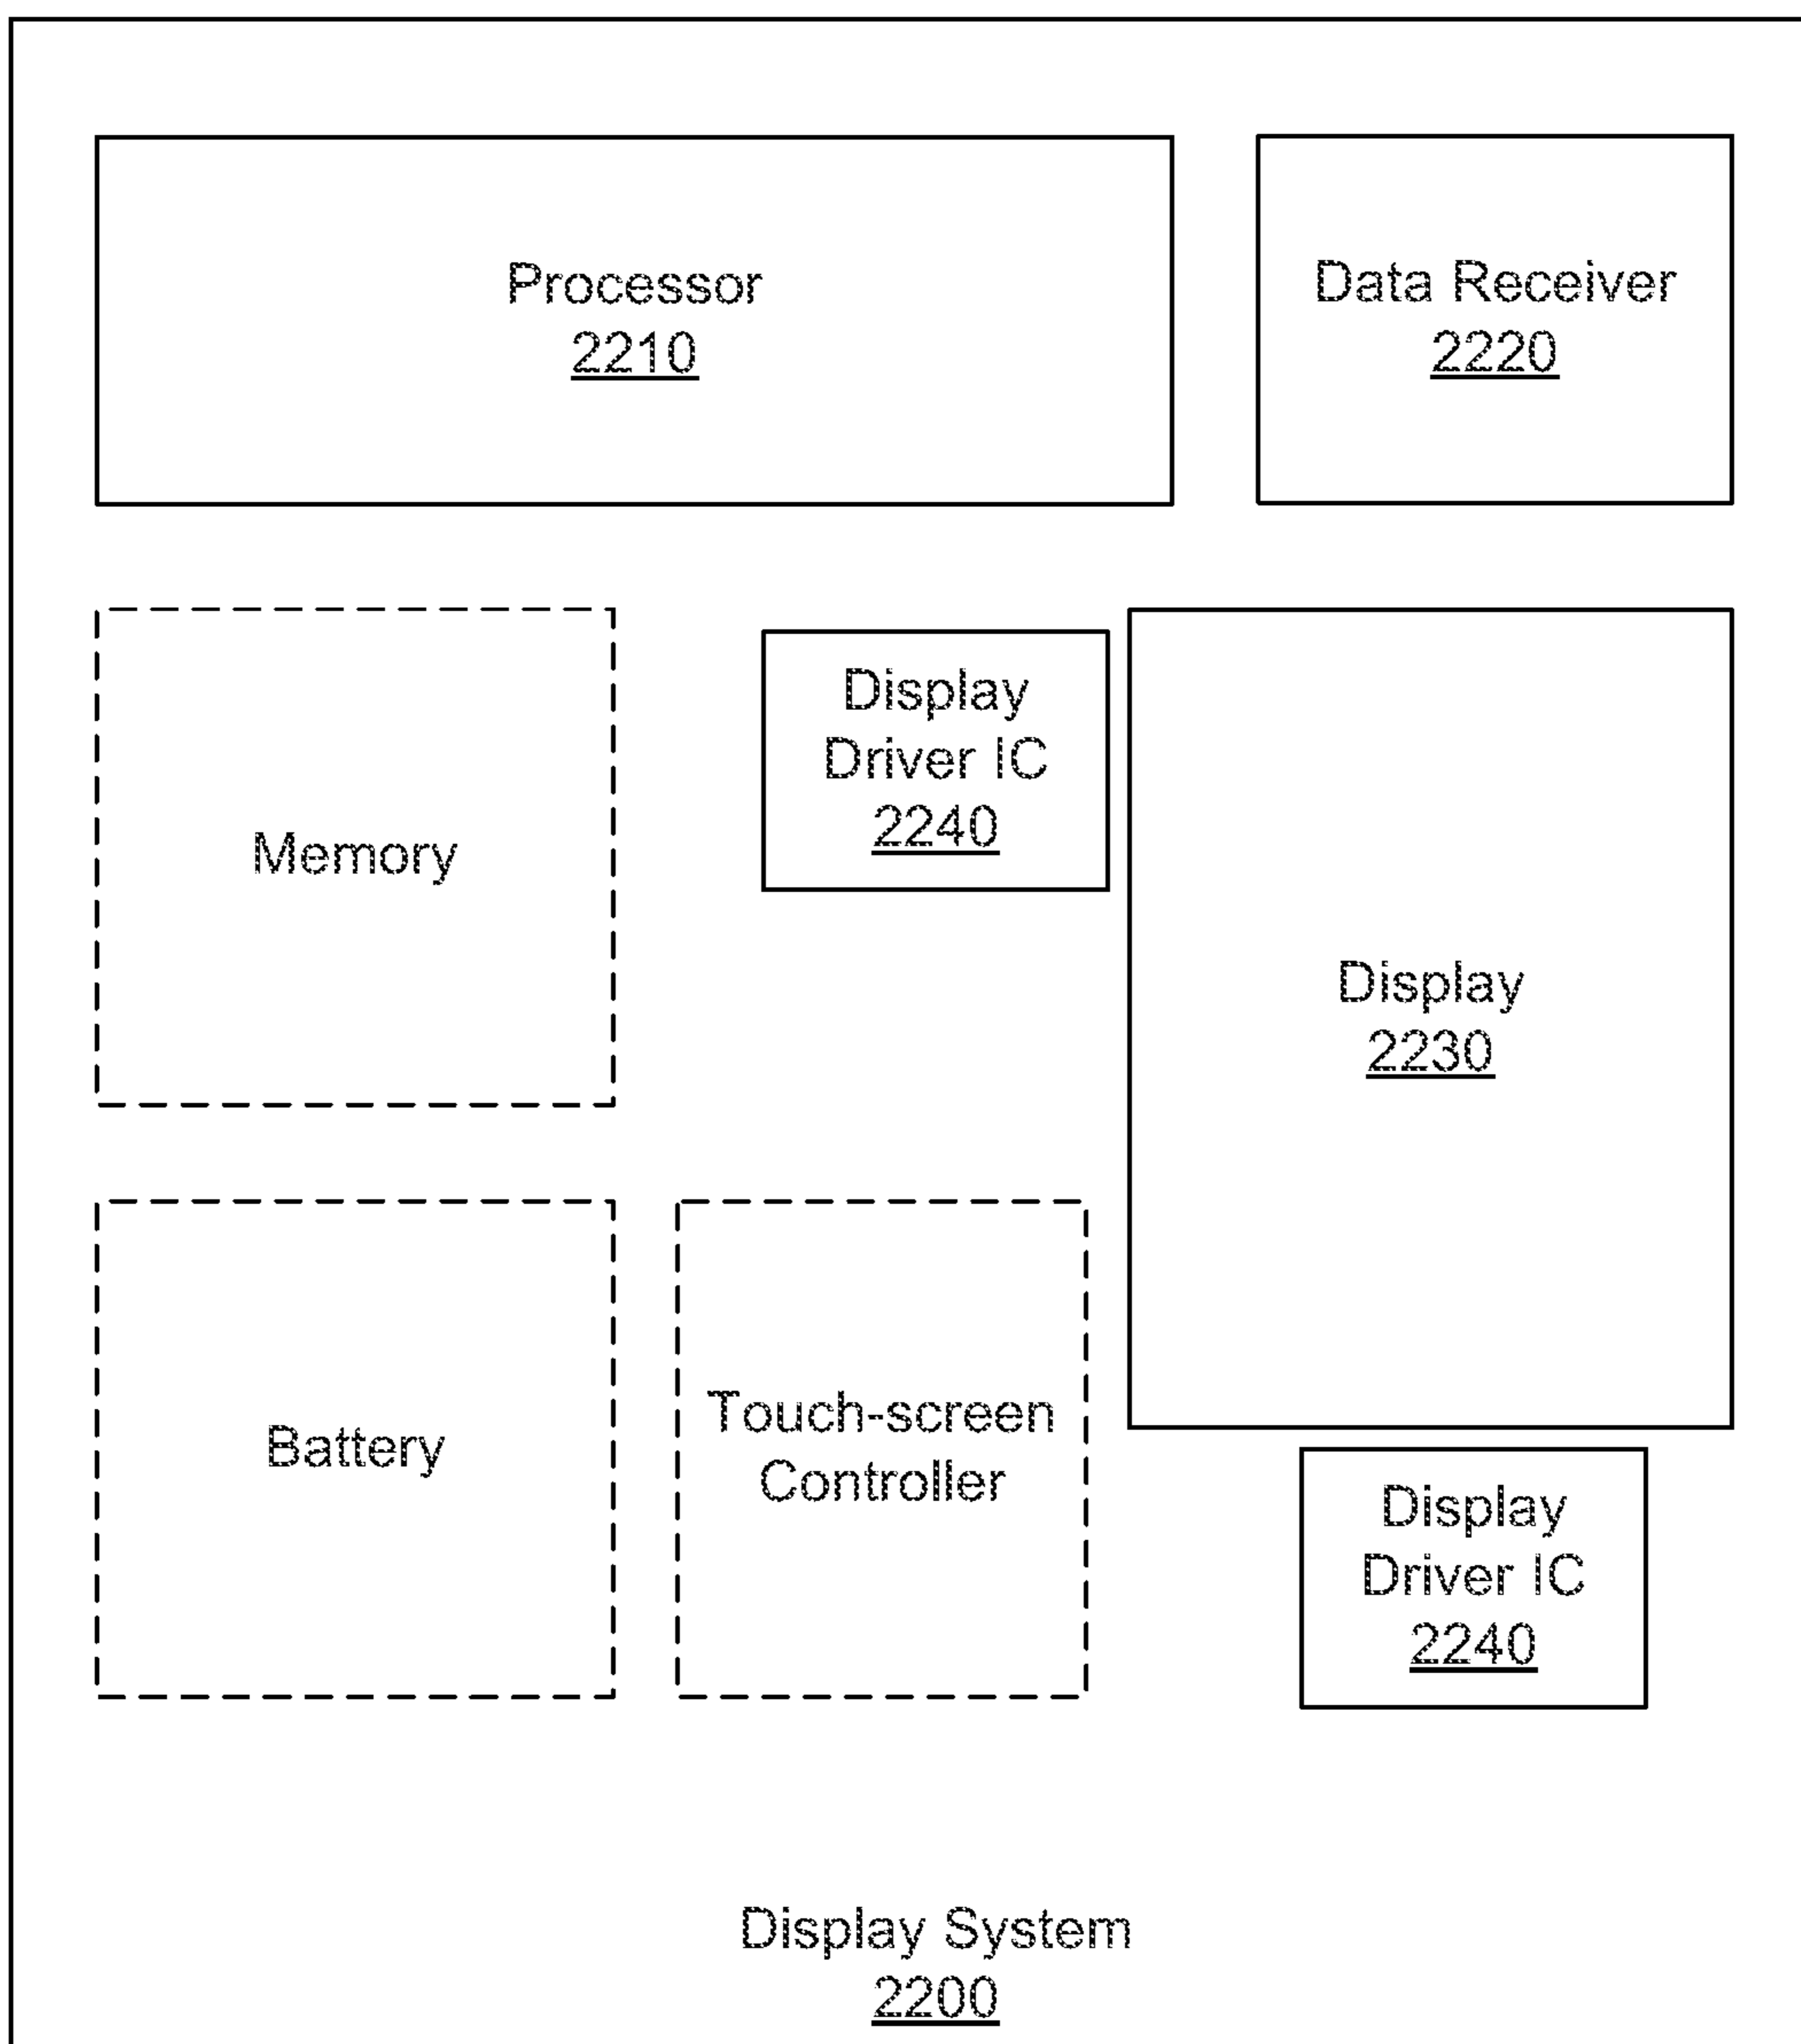 Processor
2210
Data Receiver
2220
Memory
Display
Driver IC
2240
Display
2230
Battery
Touch-screen
Controller
Display
Driver IC
2240
Display System
2200